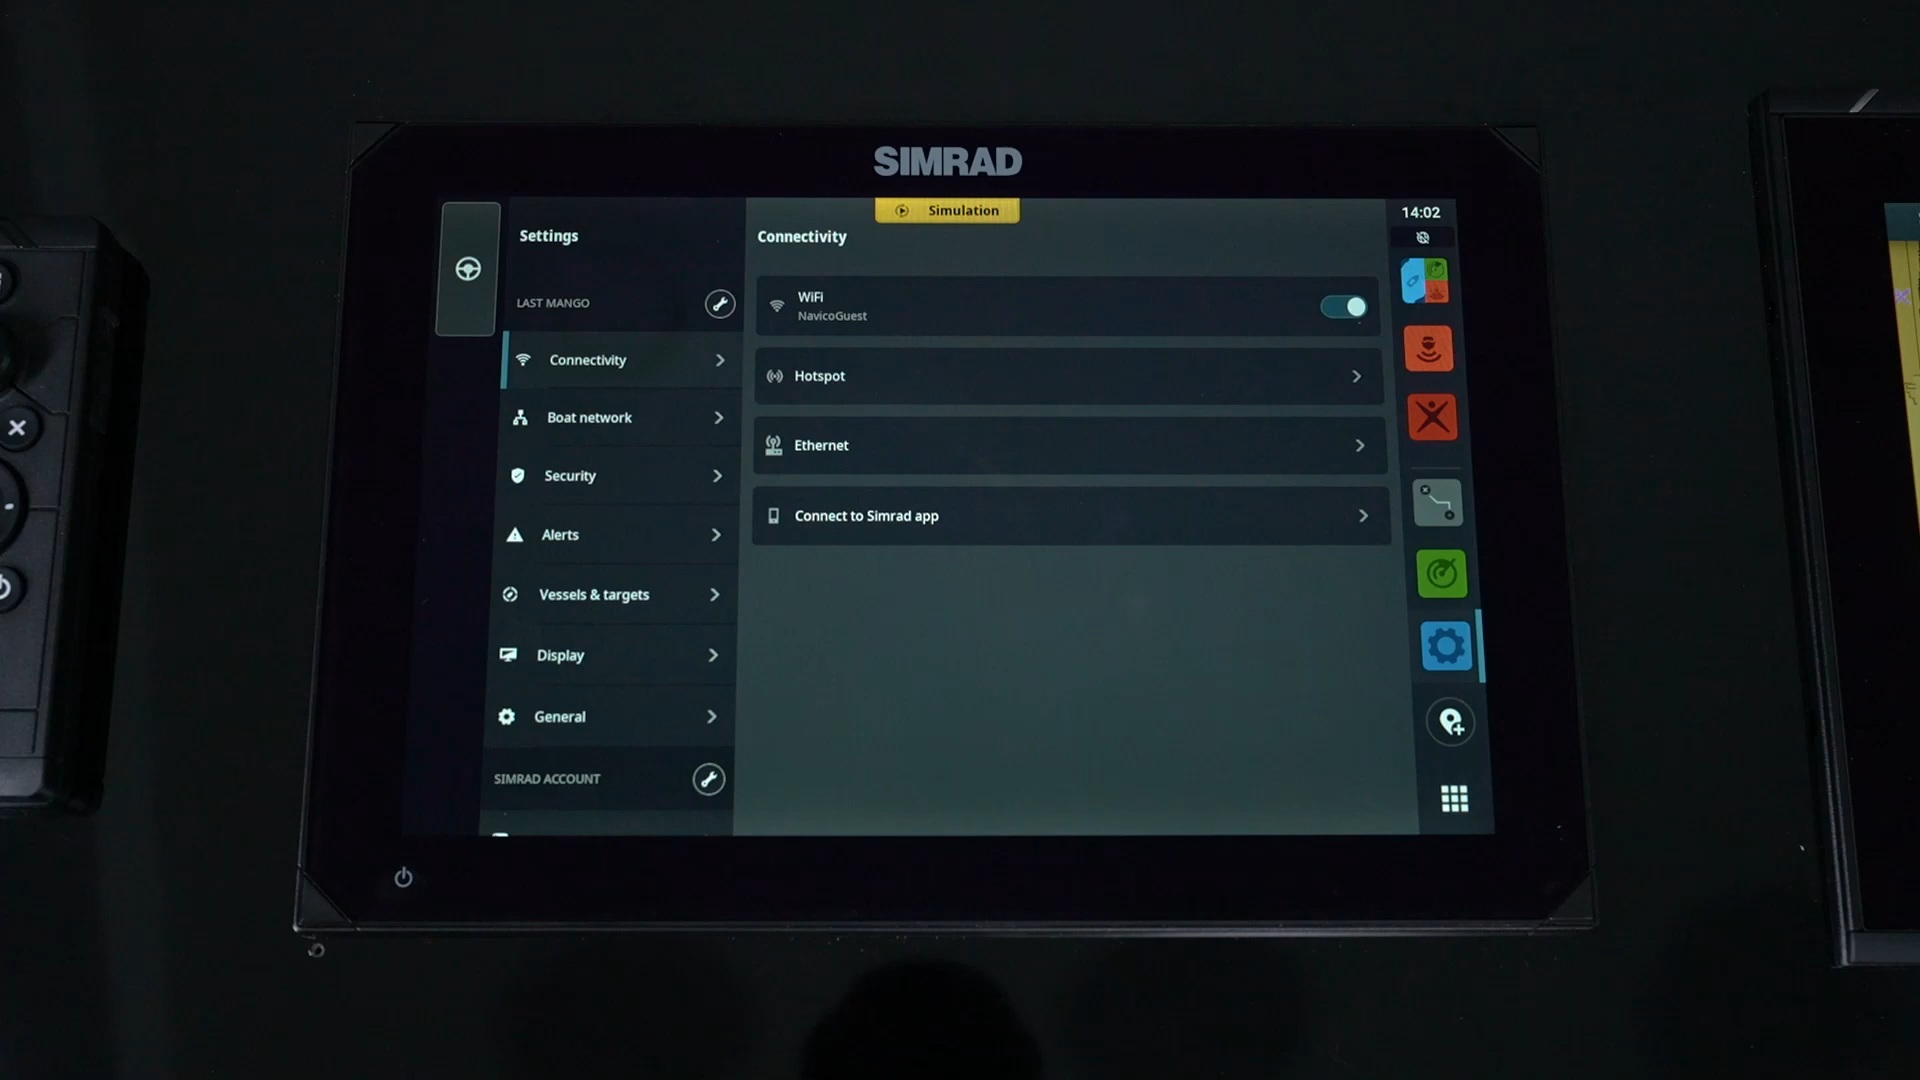 SIMRAD
Simulation
14:02
Settings
LAST MANGO
Connectivity
Boat network
Security
Alerts
Vessels & targets
Display
General
SIMRAD ACCOUNT
Connectivity
WiFi
NavicoGuest
Hotspot
Ethernet
Connect to Simrad app